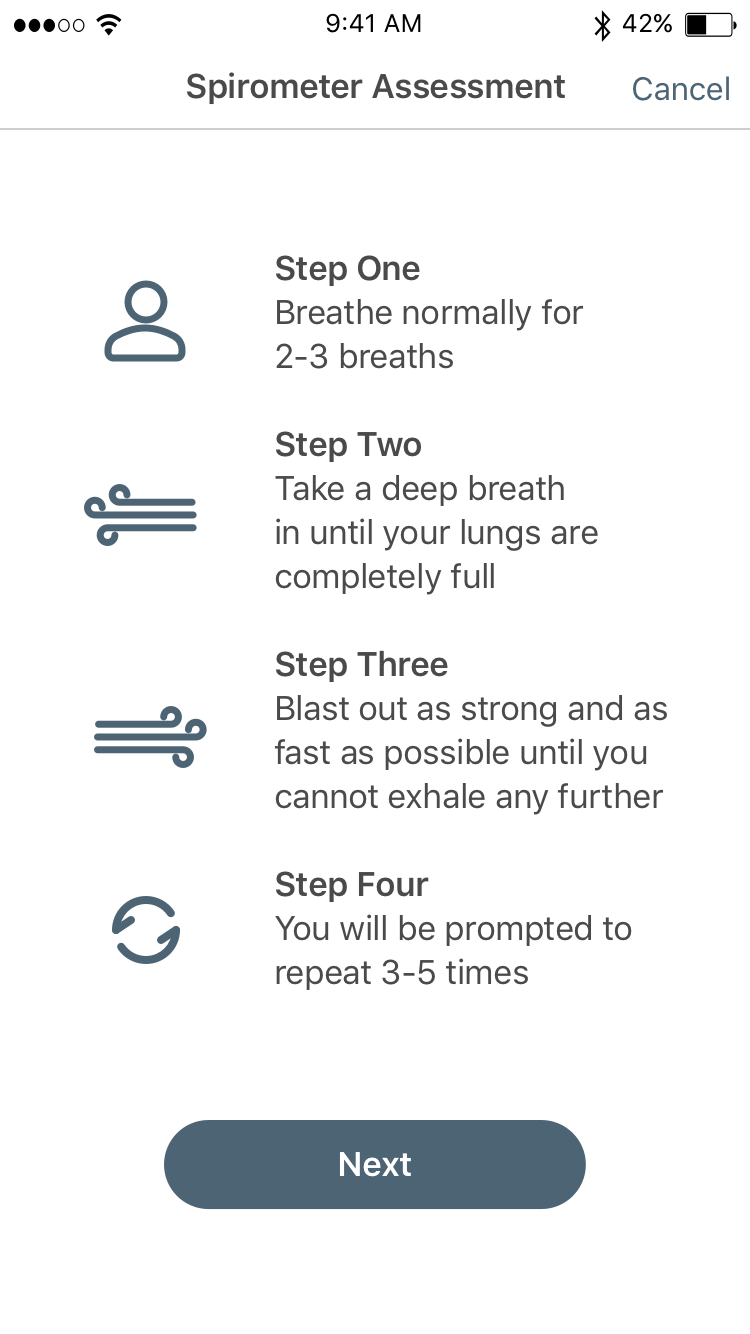 9:41 AM
42%
Spirometer Assessment
Cancel
Step One
Breathe normally for
2-3 breaths
Step Two
Take a deep breath
in until your lungs are
completely full
Step Three
Blast out as strong and as
fast as possible until you
cannot exhale any further
Step Four
You will be prompted to
repeat 3-5 times
Next